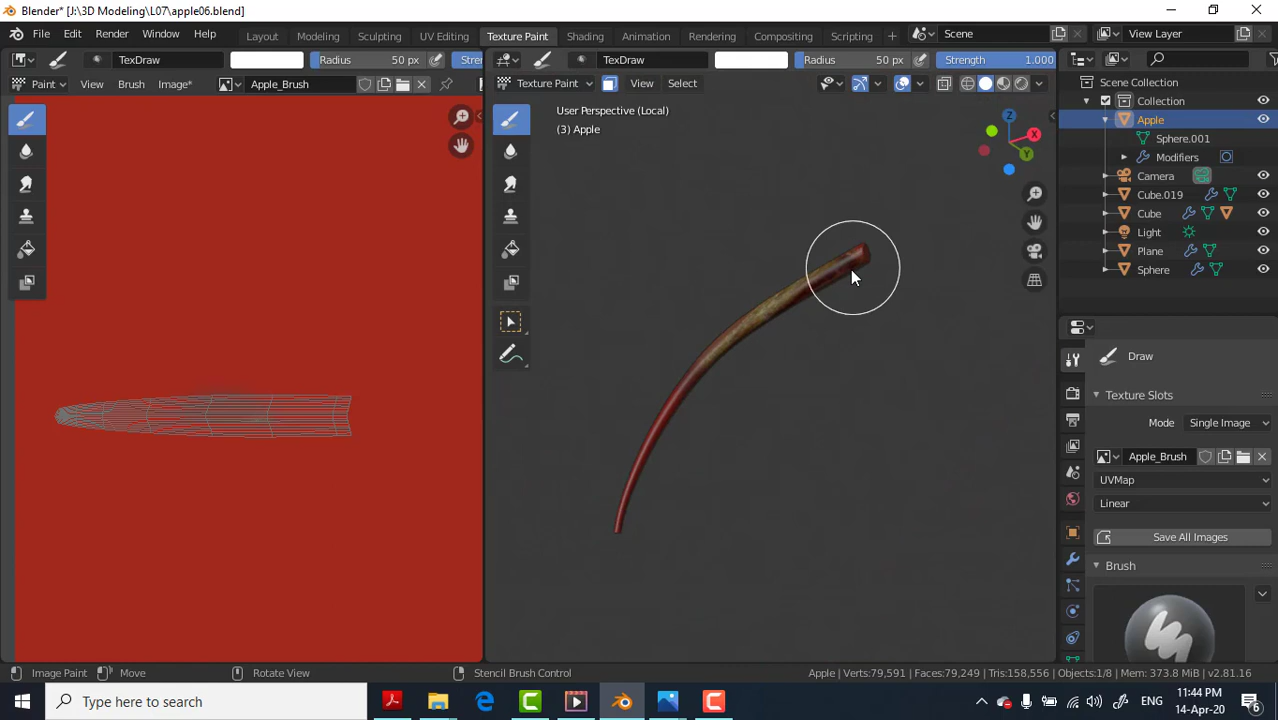 Blender* [J:\3D Modeling\L07\apple06.blend]
File Edit Render Window Help Layout Modeling Sculpting UV Editing Texture Paint Shading Animation Rendering Compositing Scripting Scene View Layer
TexDraw Radius 50 px TexDraw Radius 50 px Strength 1.000
Paint View Brush Image* Apple_Brush Texture Paint View Select
User Perspective (Local)
(3) Apple
Scene Collection
Collection
Apple
Sphere.001
Modifiers
Camera
Cube.019
Cube
Light
Plane
Sphere
Draw
Texture Slots
Mode Single Image
Apple_Brush
UVMap
Linear
Save All Images
Brush
Image Paint Move Rotate View Stencil Brush Control Apple | Verts:79,591 | Faces:79,249 | Tris:158,556 | Objects:1/8 | Mem: 373.8 MiB | v2.81.16
Type here to search ENG 11:44 PM
14-Apr-20 6